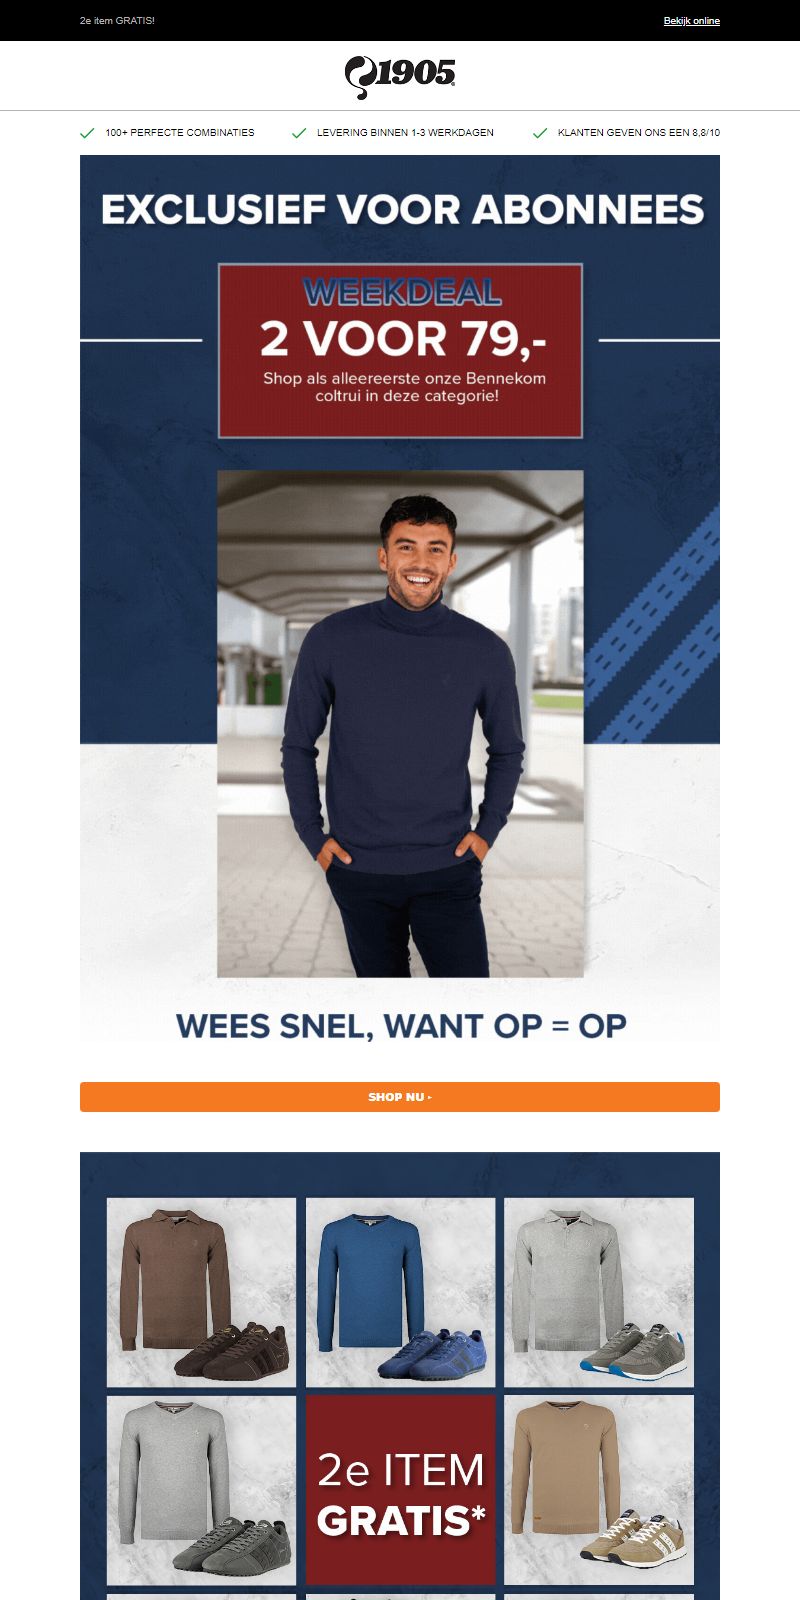 2e item GRATIS!
Bekijk online
1905
100+ PERFECTE COMBINATIES
LEVERING BINNEN 1-3 WERKDAGEN
KLANTEN GEVEN ONS EEN 8,8/10
EXCLUSIEF VOOR ABONNEES
WEEKDEAL
2 VOOR 79,-
Shop als alleereerste onze Bennekom
coltrui in deze categorie!
WEES SNEL, WANT OP = OP
SHOP NU
2e ITEM
GRATIS*